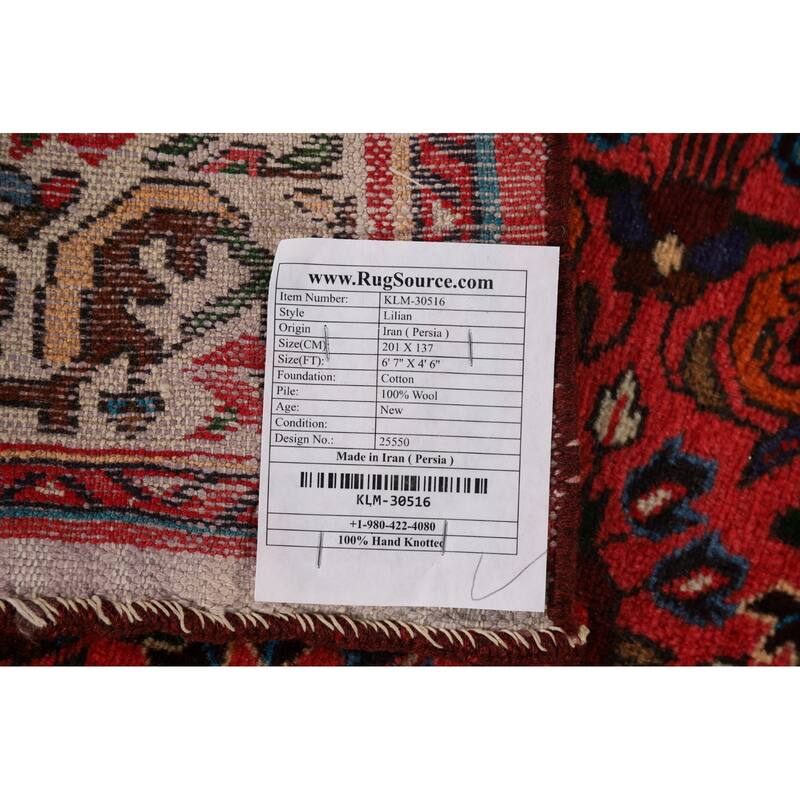 www.RugSource.com
Item Number: KLM-30516
Style Lilian
Origin Iran ( Persia )
Size(CM): 201 X 137
Size(FT): 6' 7" X 4' 6"
Foundation: Cotton
Pile: 100% Wool
Age: New
Condition:
Design No.: 25550
Made in Iran ( Persia )
KLM-30516
+1-980-422-4080
100% Hand Knotted